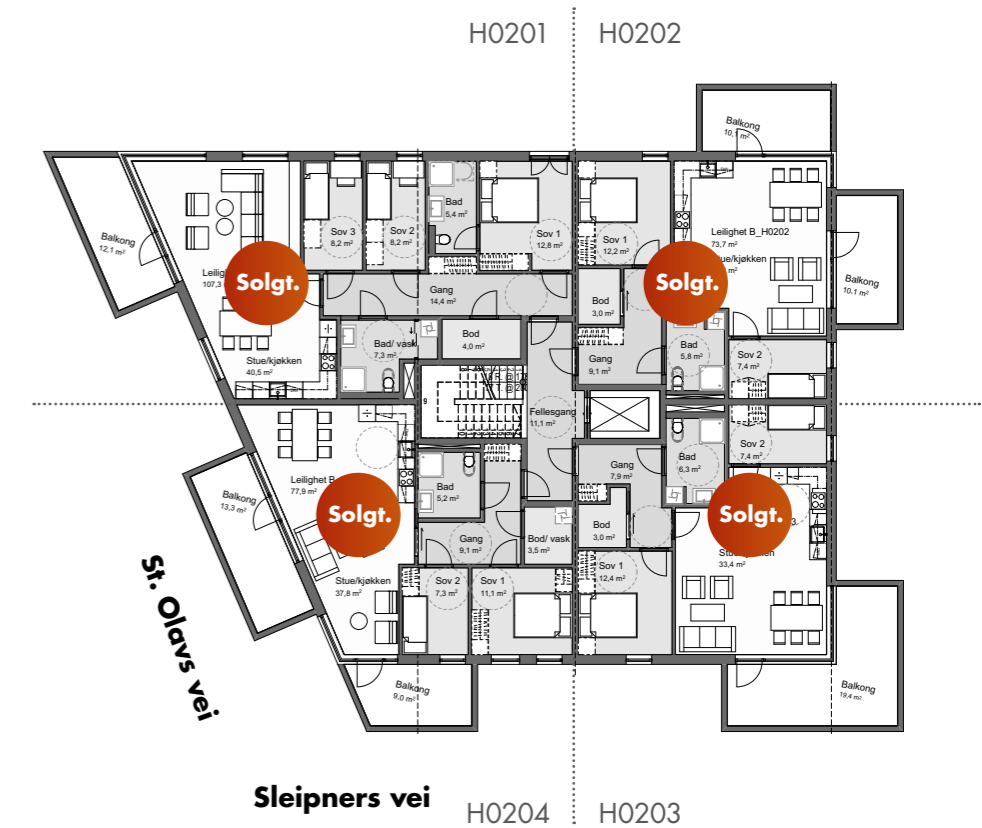 H0201
H0202
Balkong
Balkong
12,1 m²
Leilig
107,3
Solgt.
Stue/kjøkken
40,5 m²
Sov 3
8,2 m²
Sov 2
8,2 m²
Bad
5,4 m²
Sov 1
12,8 m²
Gang
14,4 m²
Bad/ vask
7,3 m²
Bod
4,0 m²
Sov 1
12,2 m²
Bod
3,0 m²
Gang
9,1 m²
Leilighet B_H0202
73,7 m²
Stue/kjøkken
m²
Solgt.
Bad
5,8 m²
Sov 2
7,4 m²
Balkong
10,1 m²
Fellesgang
11,1 m²
9
Leilighet B
77,9 m²
Solgt.
Stue/kjøkken
37,8 m²
Balkong
13,3 m²
Bad
5,2 m²
Gang
9,1 m²
Bod/ vask
3,5 m²
Sov 2
7,3 m²
Sov 1
11,1 m²
Balkong
9,0 m²
Gang
7,9 m²
Bod
3,0 m²
Sov 1
12,4 m²
Bad
6,3 m²
Sov 2
7,4 m²
Solgt.
33,4 m²
Balkong
19,4 m²
St. Olavs vei
Sleipners vei
H0204
H0203